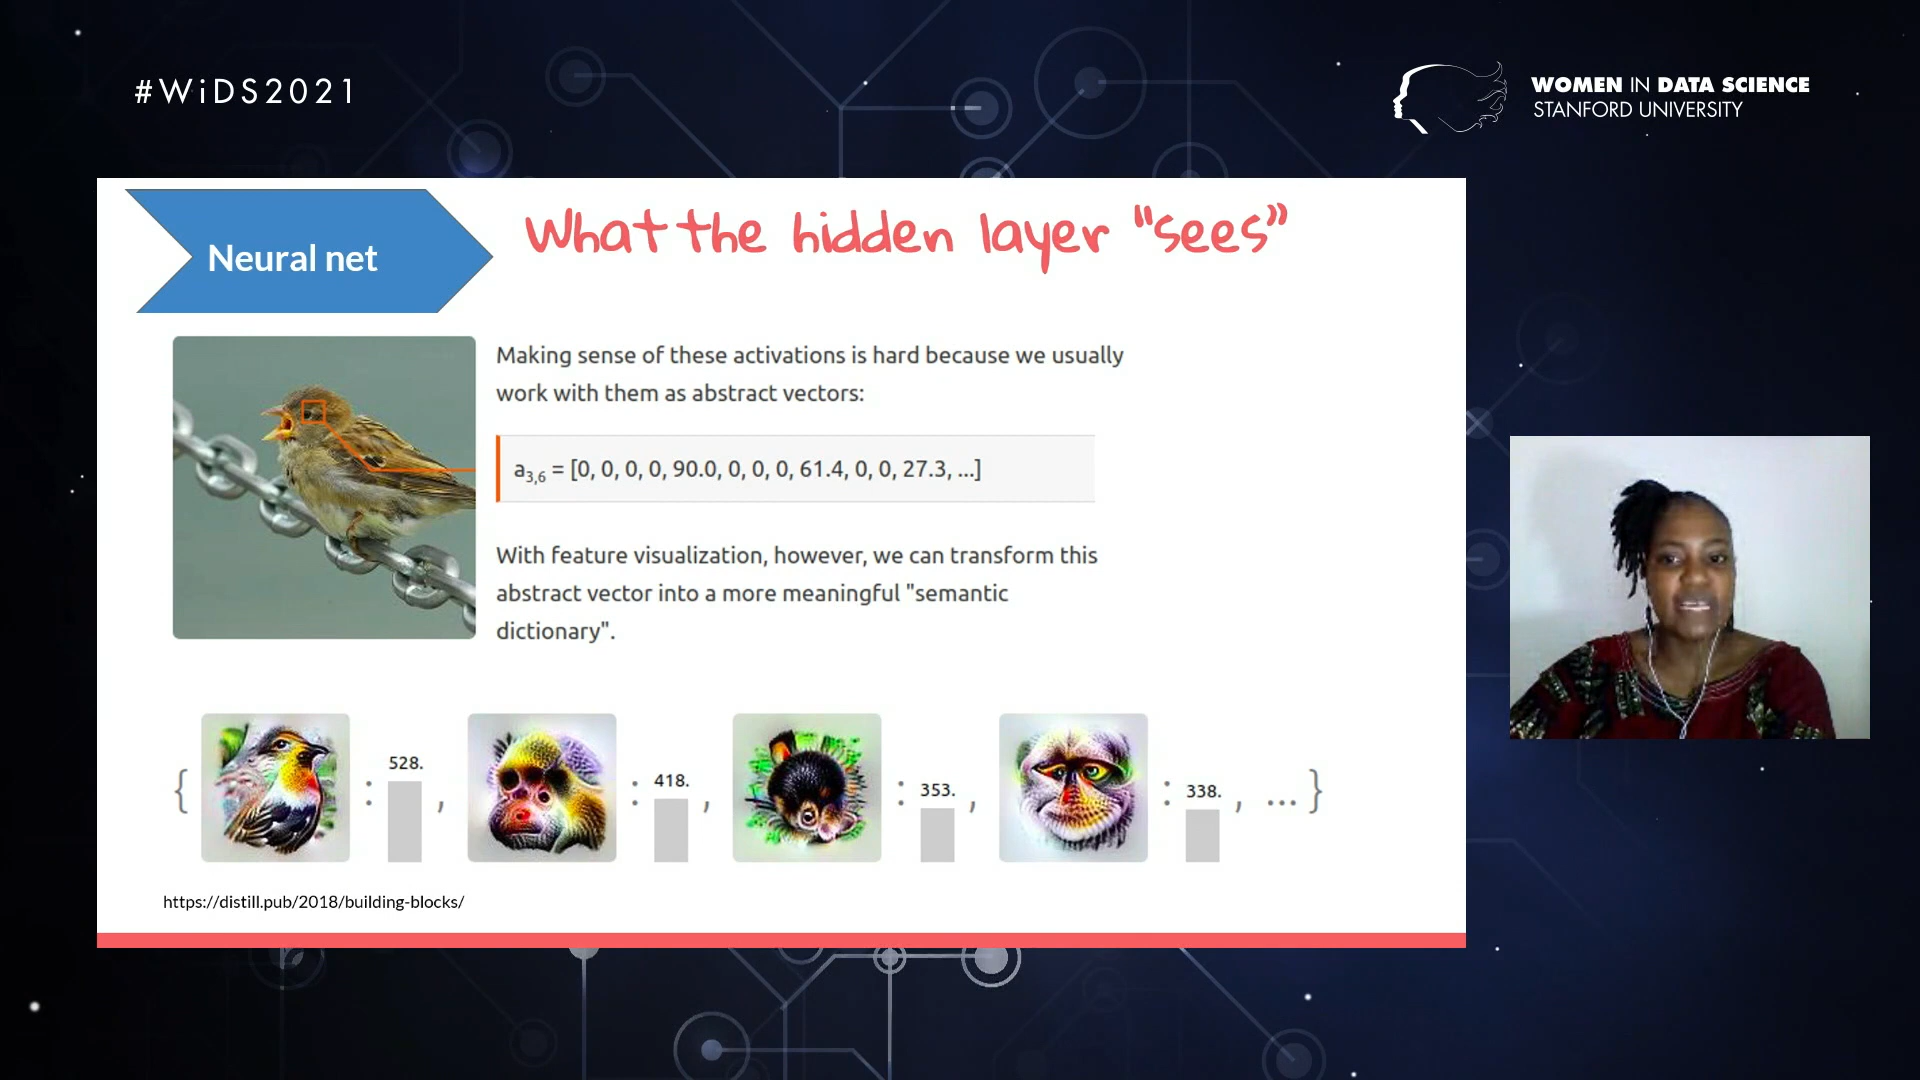 #WiDS2021
WOMEN IN DATA SCIENCE
STANFORD UNIVERSITY
Neural net
What the hidden layer "sees"
Making sense of these activations is hard because we usually
work with them as abstract vectors:
a3,6 = [0, 0, 0, 0, 90.0, 0, 0, 0, 61.4, 0, 0, 27.3, ...]
With feature visualization, however, we can transform this
abstract vector into a more meaningful "semantic
dictionary".
{ : 528. , : 418. , : 353. , : 338. , ... }
https://distill.pub/2018/building-blocks/